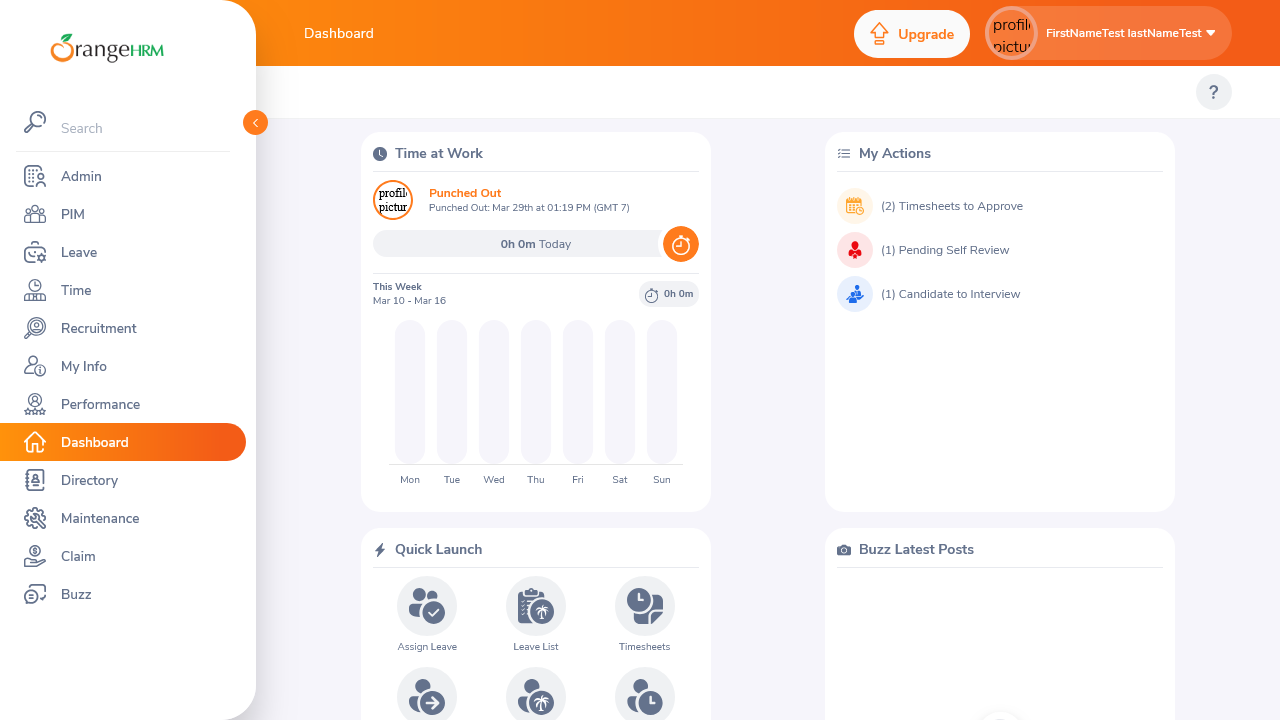 OrangeHRM
Search
Admin
PIM
Leave
Time
Recruitment
My Info
Performance
Dashboard
Directory
Maintenance
Claim
Buzz
Dashboard
Upgrade
FirstNameTest lastNameTest
?
Time at Work
Punched Out
Punched Out: Mar 29th at 01:19 PM (GMT 7)
0h 0m Today
This Week
Mar 10 - Mar 16
0h 0m
Mon Tue Wed Thu Fri Sat Sun
My Actions
(2) Timesheets to Approve
(1) Pending Self Review
(1) Candidate to Interview
Quick Launch
Assign Leave
Leave List
Timesheets
Buzz Latest Posts